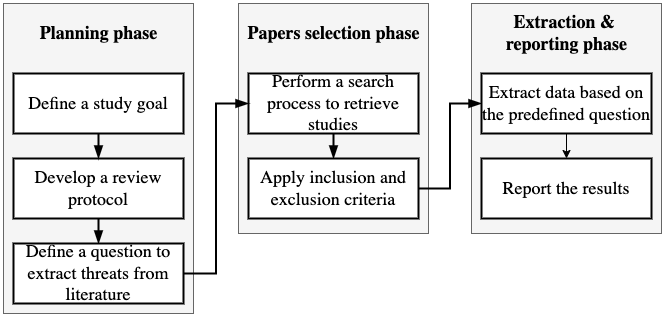 Planning phase
Define a study goal
Develop a review
protocol
Define a question to
extract threats from
literature
Papers selection phase
Perform a search
process to retrieve
studies
Apply inclusion and
exclusion criteria
Extraction &
reporting phase
Extract data based on
the predefined question
Report the results